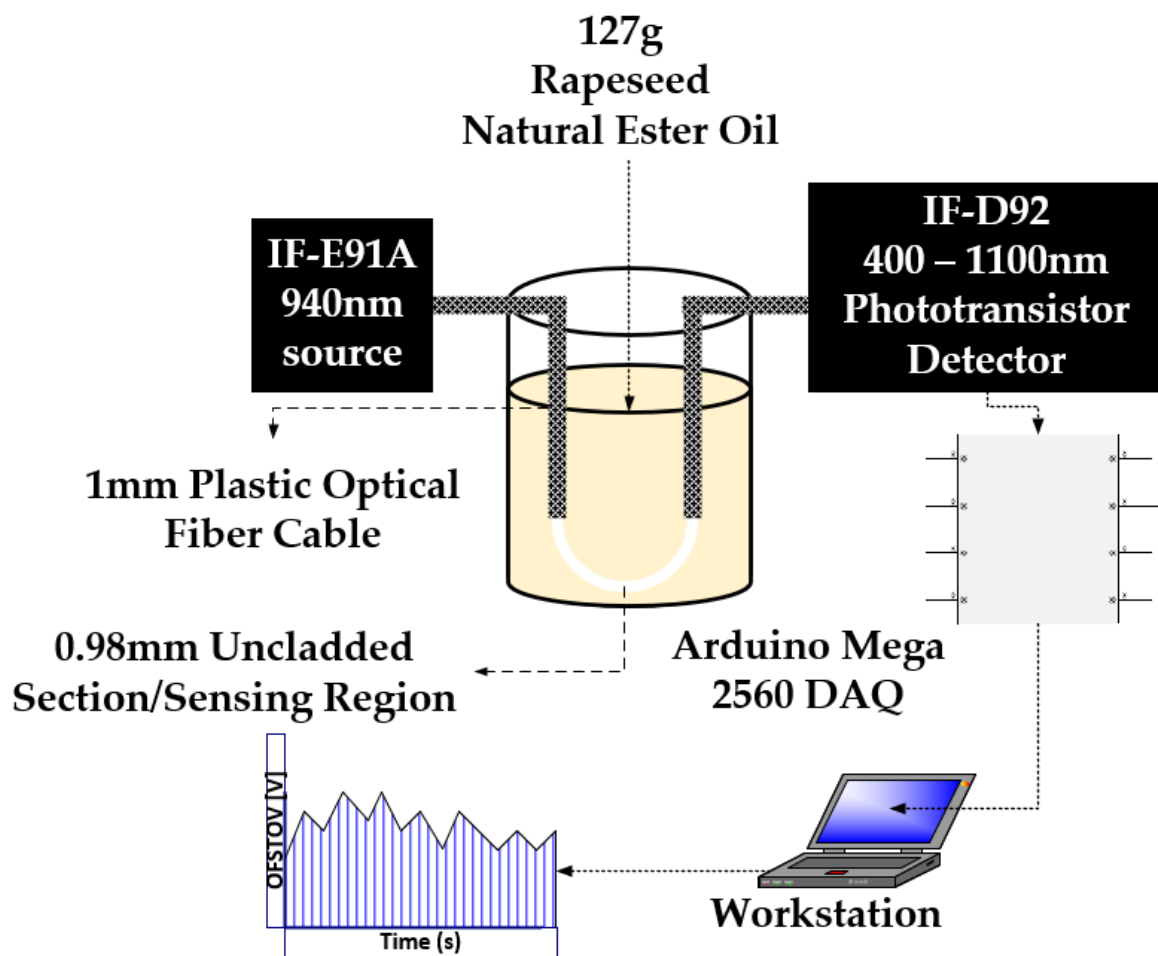 127g
Rapeseed
Natural Ester Oil
IF-E91A
940nm
source
IF-D92
400 – 1100nm
Phototransistor
Detector
1mm Plastic Optical
Fiber Cable
0.98mm Uncladded
Section/Sensing Region
Arduino Mega
2560 DAQ
OFSTOV [V]
Time (s)
Workstation